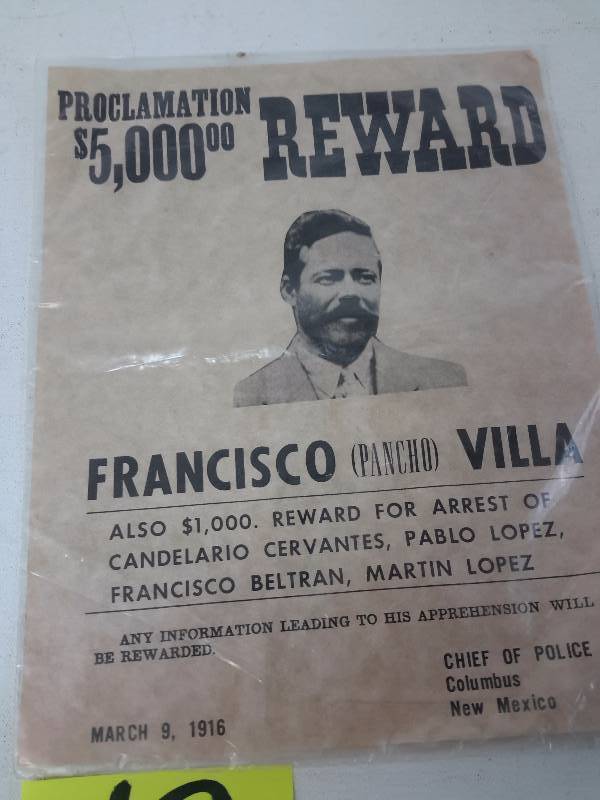 PROCLAMATION
$5,000⁰⁰ REWARD
FRANCISCO (PANCHO) VILLA
ALSO $1,000. REWARD FOR ARREST OF
CANDELARIO CERVANTES, PABLO LOPEZ,
FRANCISCO BELTRAN, MARTIN LOPEZ
ANY INFORMATION LEADING TO HIS APPREHENSION WILL
BE REWARDED.
CHIEF OF POLICE
Columbus
New Mexico
MARCH 9, 1916